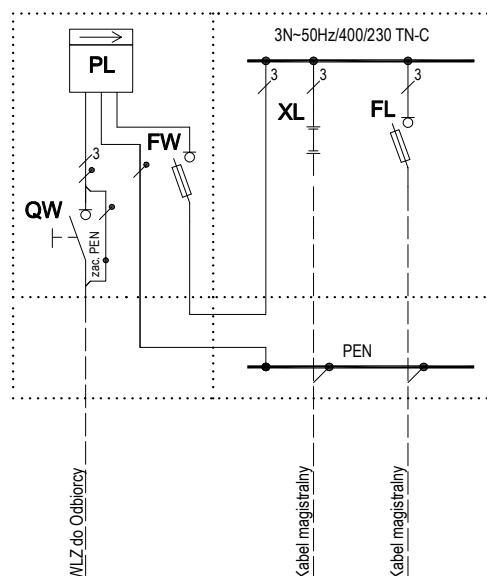 3N~50Hz/400/230 TN-C
PL
3
3
3
FW
XL
FL
3
QW
zac. PEN
PEN
WLZ do Odbiorcy
Kabel magistralny
Kabel magistralny